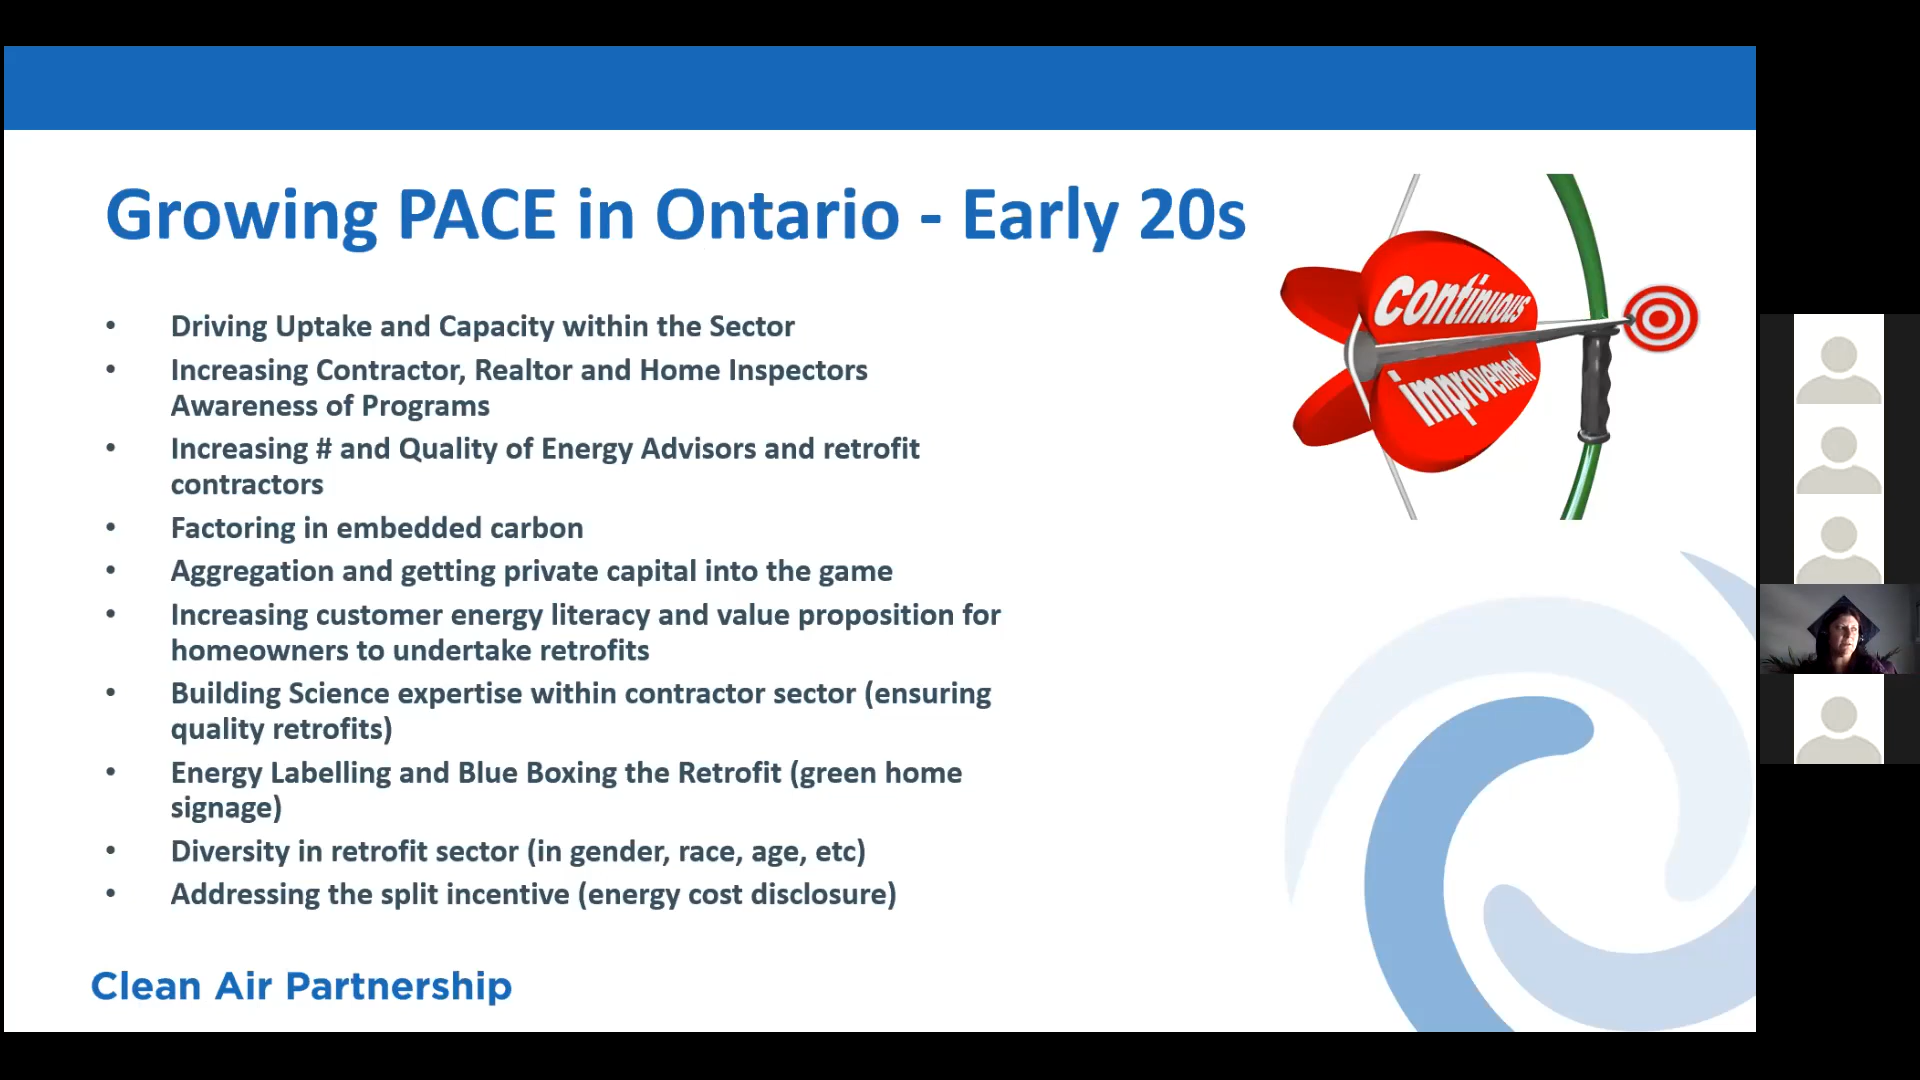 Growing PACE in Ontario - Early 20s
Continuous
improvement
• Driving Uptake and Capacity within the Sector
• Increasing Contractor, Realtor and Home Inspectors
Awareness of Programs
• Increasing # and Quality of Energy Advisors and retrofit
contractors
• Factoring in embedded carbon
• Aggregation and getting private capital into the game
• Increasing customer energy literacy and value proposition for
homeowners to undertake retrofits
• Building Science expertise within contractor sector (ensuring
quality retrofits)
• Energy Labelling and Blue Boxing the Retrofit (green home
signage)
• Diversity in retrofit sector (in gender, race, age, etc)
• Addressing the split incentive (energy cost disclosure)
Clean Air Partnership